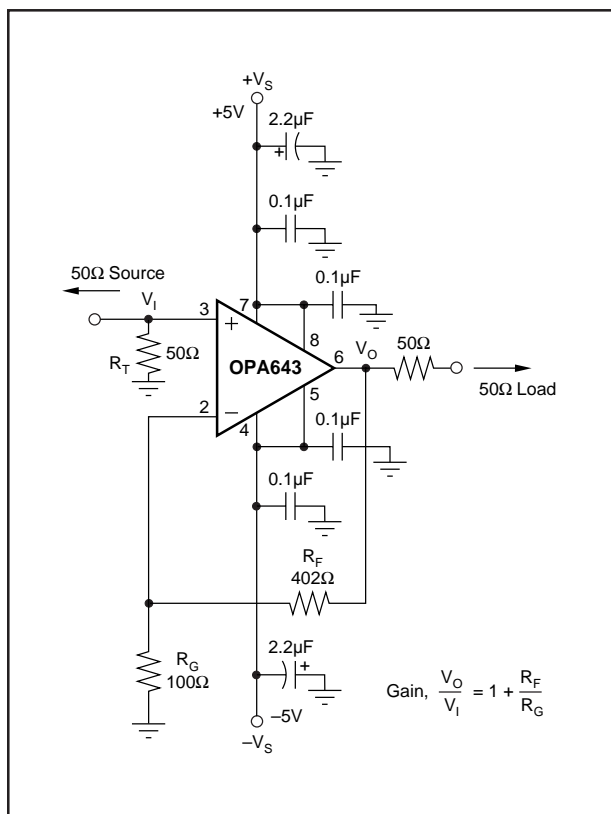 +V_S
+5V
2.2µF
+
0.1µF
50Ω Source
0.1µF
V_I
3
7
+
8
50Ω
R_T
OPA643
6
V_O
50Ω
50Ω Load
2
−
4
5
0.1µF
0.1µF
R_F
402Ω
R_G
100Ω
2.2µF
+
Gain, V_O/V_I = 1 + R_F/R_G
−5V
−V_S